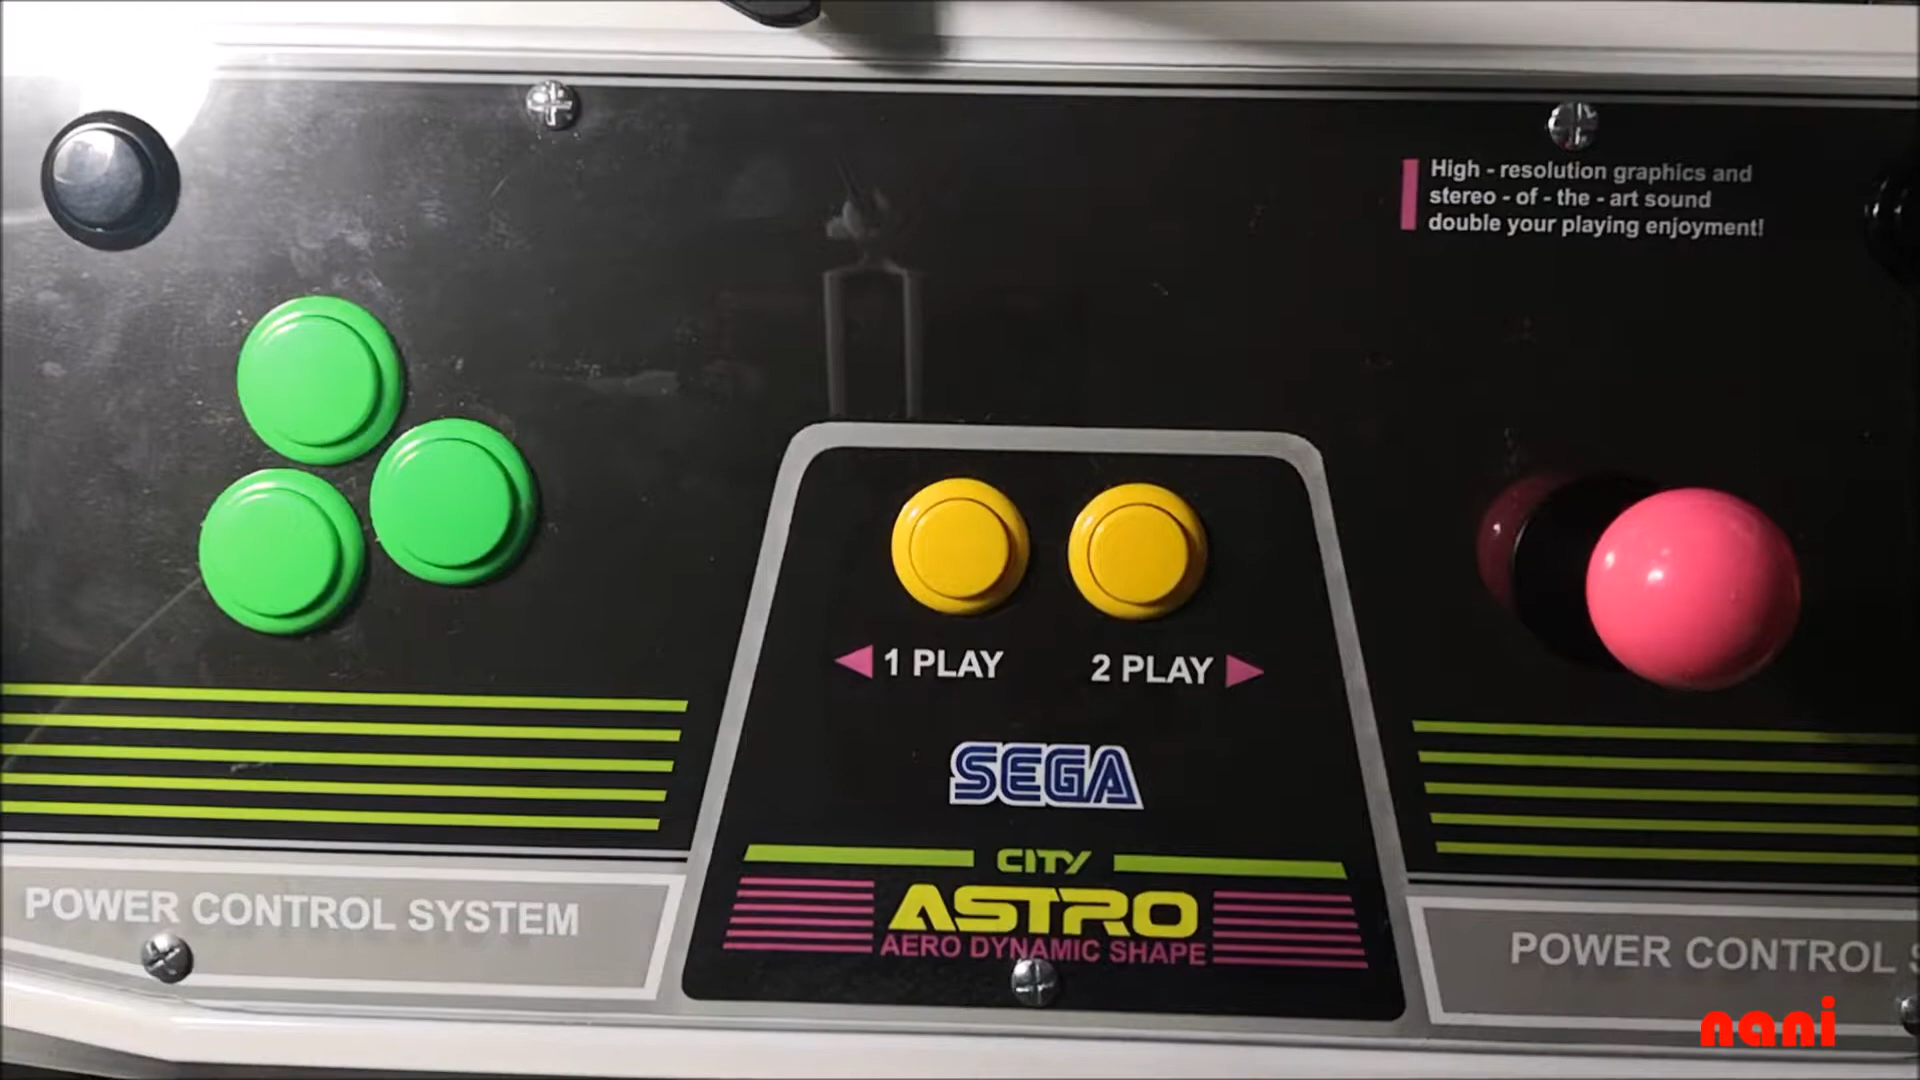 High - resolution graphics and
stereo - of - the - art sound
double your playing enjoyment!
1 PLAY
2 PLAY
SEGA
CITY
ASTRO
AERO DYNAMIC SHAPE
POWER CONTROL SYSTEM
POWER CONTROL S
nani